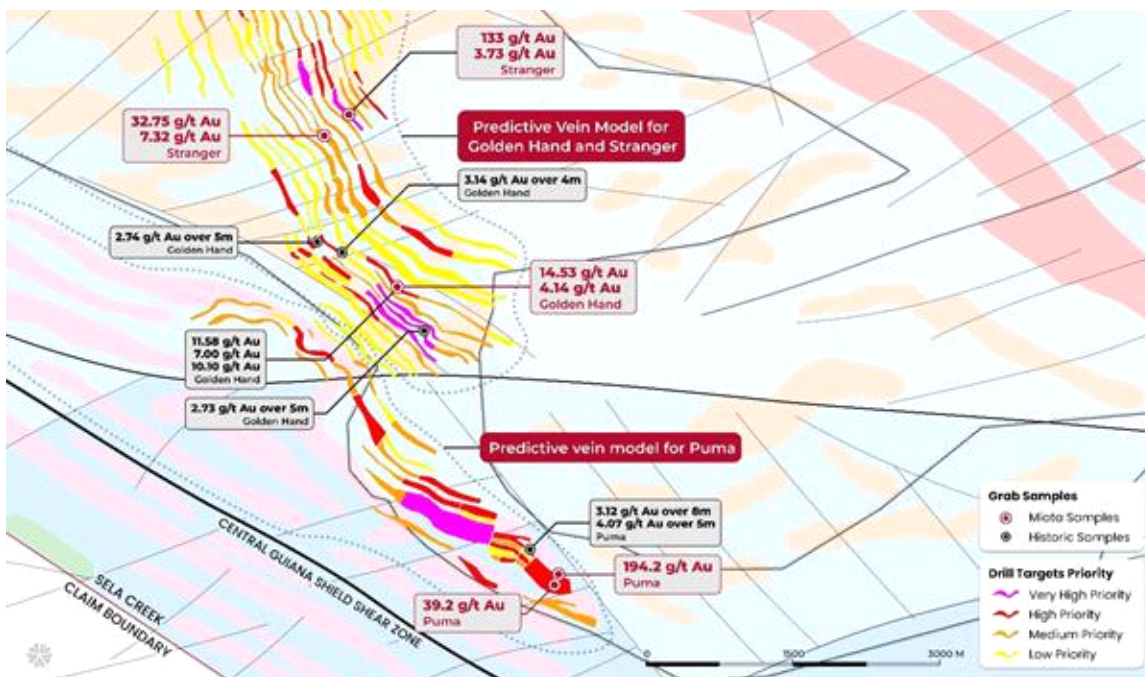 133 g/t Au
3.73 g/t Au
Stranger
32.75 g/t Au
7.32 g/t Au
Stranger
Predictive Vein Model for
Golden Hand and Stranger
3.14 g/t Au over 4m
Golden Hand
2.74 g/t Au over 5m
Golden Hand
14.53 g/t Au
4.14 g/t Au
Golden Hand
11.58 g/t Au
7.00 g/t Au
10.10 g/t Au
Golden Hand
2.73 g/t Au over 5m
Golden Hand
Predictive vein model for Puma
3.12 g/t Au over 8m
4.07 g/t Au over 5m
Puma
194.2 g/t Au
Puma
39.2 g/t Au
Puma
CENTRAL GUIANA SHIELD SHEAR ZONE
SELA CREEK
CLAIM BOUNDARY
Grab Samples
Miata Samples
Historic Samples
Drill Targets Priority
Very High Priority
High Priority
Medium Priority
Low Priority
0 1500 3000 M